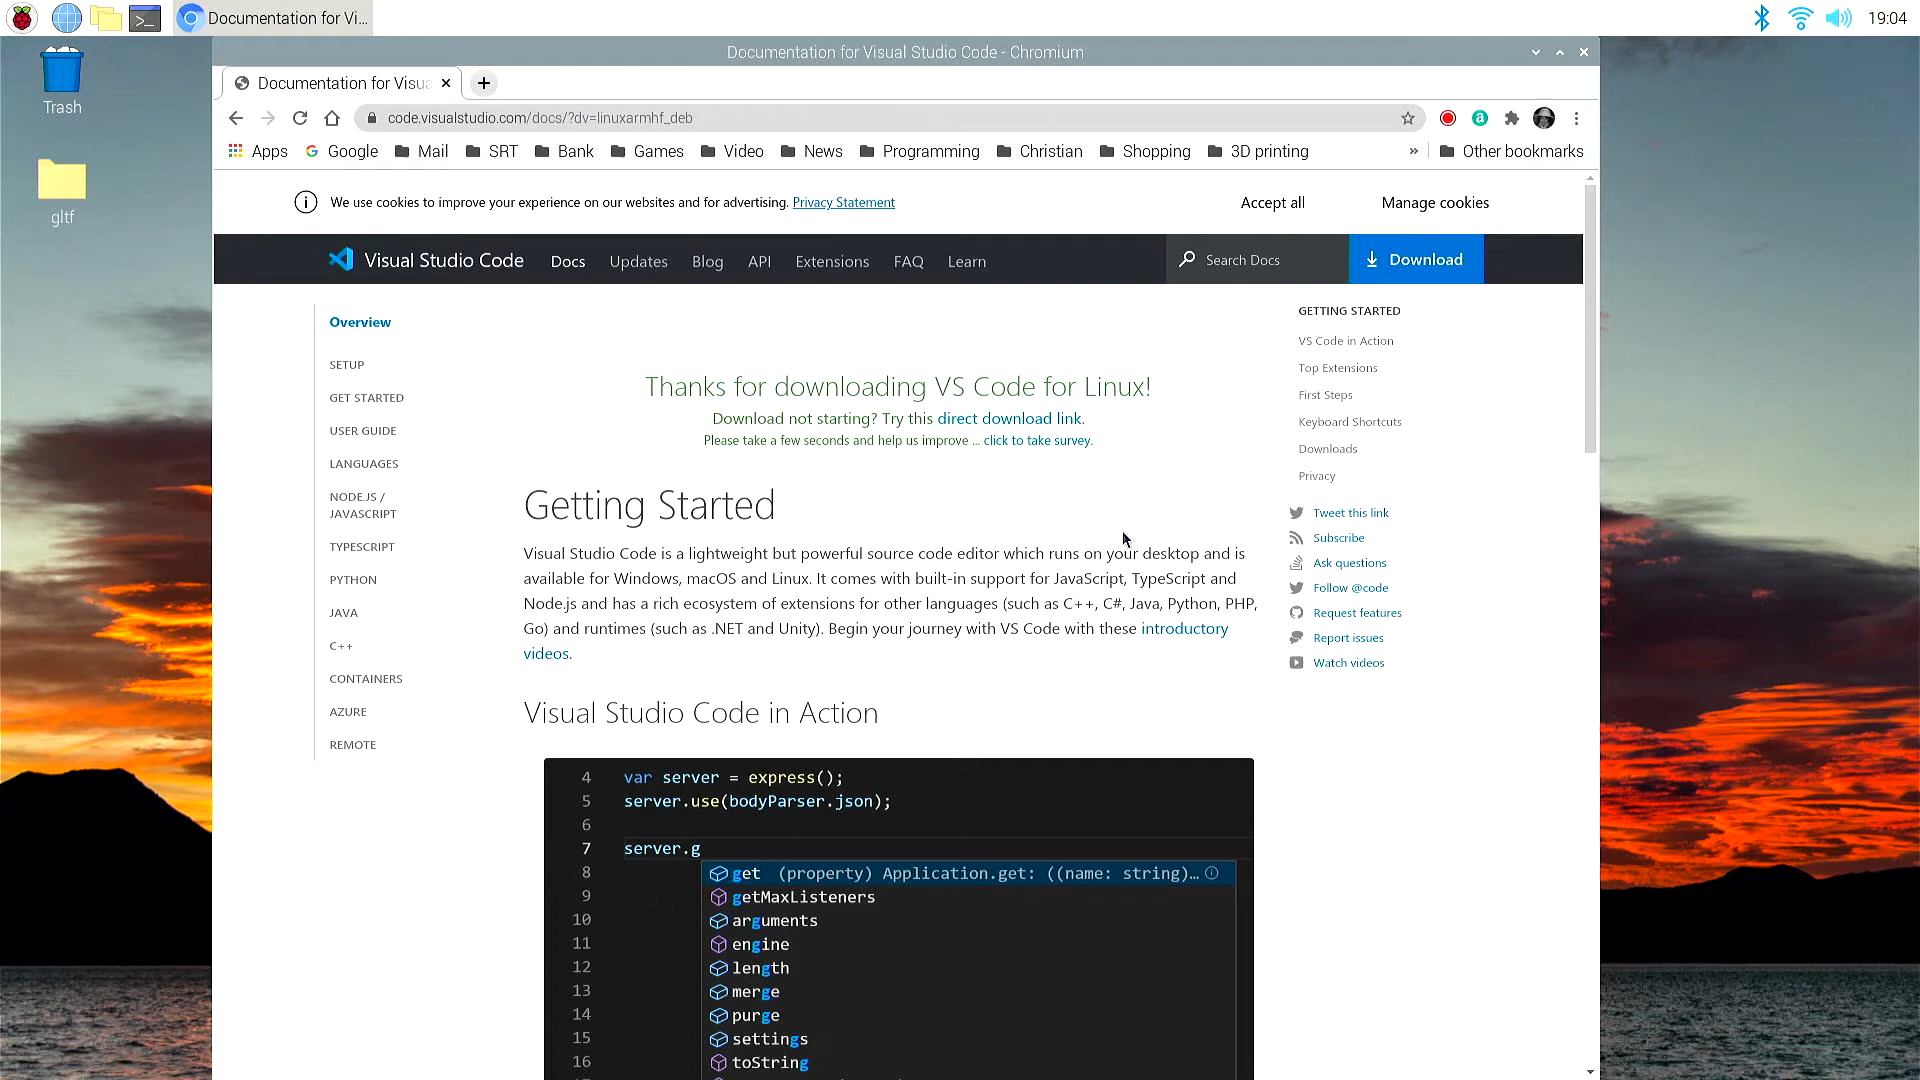 Documentation for Vi...
19:04
Trash
gltf
Documentation for Visual Studio Code - Chromium
Documentation for Visua
code.visualstudio.com/docs/?dv=linuxarmhf_deb
Apps Google Mail SRT Bank Games Video News Programming Christian Shopping 3D printing » Other bookmarks
We use cookies to improve your experience on our websites and for advertising. Privacy Statement Accept all Manage cookies
Visual Studio Code Docs Updates Blog API Extensions FAQ Learn Search Docs Download
Overview
SETUP
GET STARTED
USER GUIDE
LANGUAGES
NODE.JS /
JAVASCRIPT
TYPESCRIPT
PYTHON
JAVA
C++
CONTAINERS
AZURE
REMOTE
Thanks for downloading VS Code for Linux!
Download not starting? Try this direct download link.
Please take a few seconds and help us improve ... click to take survey.
Getting Started
Visual Studio Code is a lightweight but powerful source code editor which runs on your desktop and is
available for Windows, macOS and Linux. It comes with built-in support for JavaScript, TypeScript and
Node.js and has a rich ecosystem of extensions for other languages (such as C++, C#, Java, Python, PHP,
Go) and runtimes (such as .NET and Unity). Begin your journey with VS Code with these introductory
videos.
Visual Studio Code in Action
4 var server = express();
5 server.use(bodyParser.json);
6
7 server.g
8 get (property) Application.get: ((name: string)...
9 getMaxListeners
10 arguments
11 engine
12 length
13 merge
14 purge
15 settings
16 toString
GETTING STARTED
VS Code in Action
Top Extensions
First Steps
Keyboard Shortcuts
Downloads
Privacy
Tweet this link
Subscribe
Ask questions
Follow @code
Request features
Report issues
Watch videos